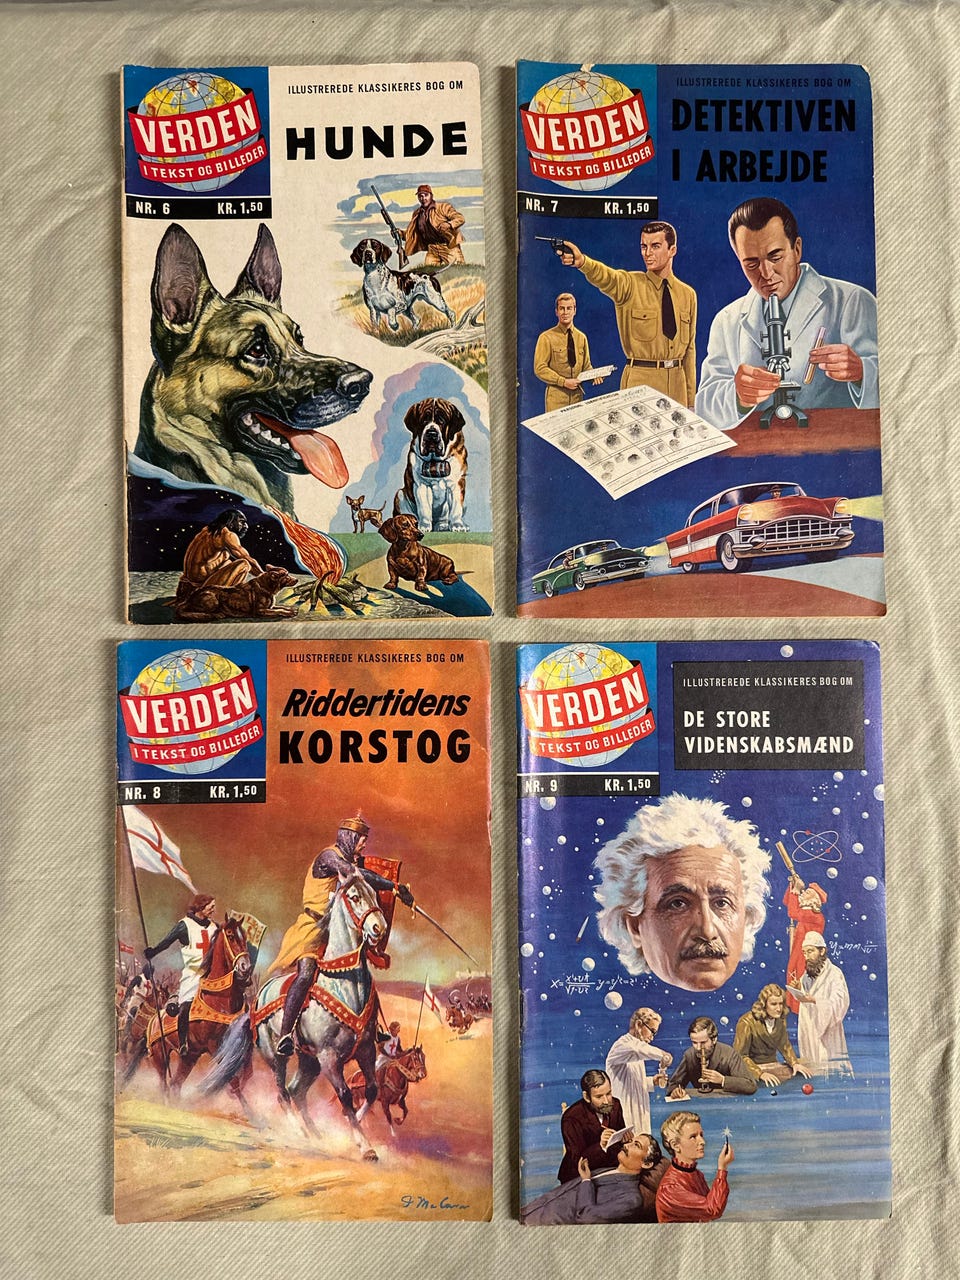 VERDEN
I TEKST OG BILLEDER
NR. 6 KR. 1,50
ILLUSTREREDE KLASSIKERES BOG OM
HUNDE
VERDEN
I TEKST OG BILLEDER
NR. 7 KR. 1,50
ILLUSTREREDE KLASSIKERES BOG OM
DETEKTIVEN
I ARBEJDE
VERDEN
I TEKST OG BILLEDER
NR. 8 KR. 1,50
ILLUSTREREDE KLASSIKERES BOG OM
Riddertidens
KORSTOG
VERDEN
I TEKST OG BILLEDER
NR. 9 KR. 1,50
ILLUSTREREDE KLASSIKERES BOG OM
DE STORE
VIDENSKABSMÆND